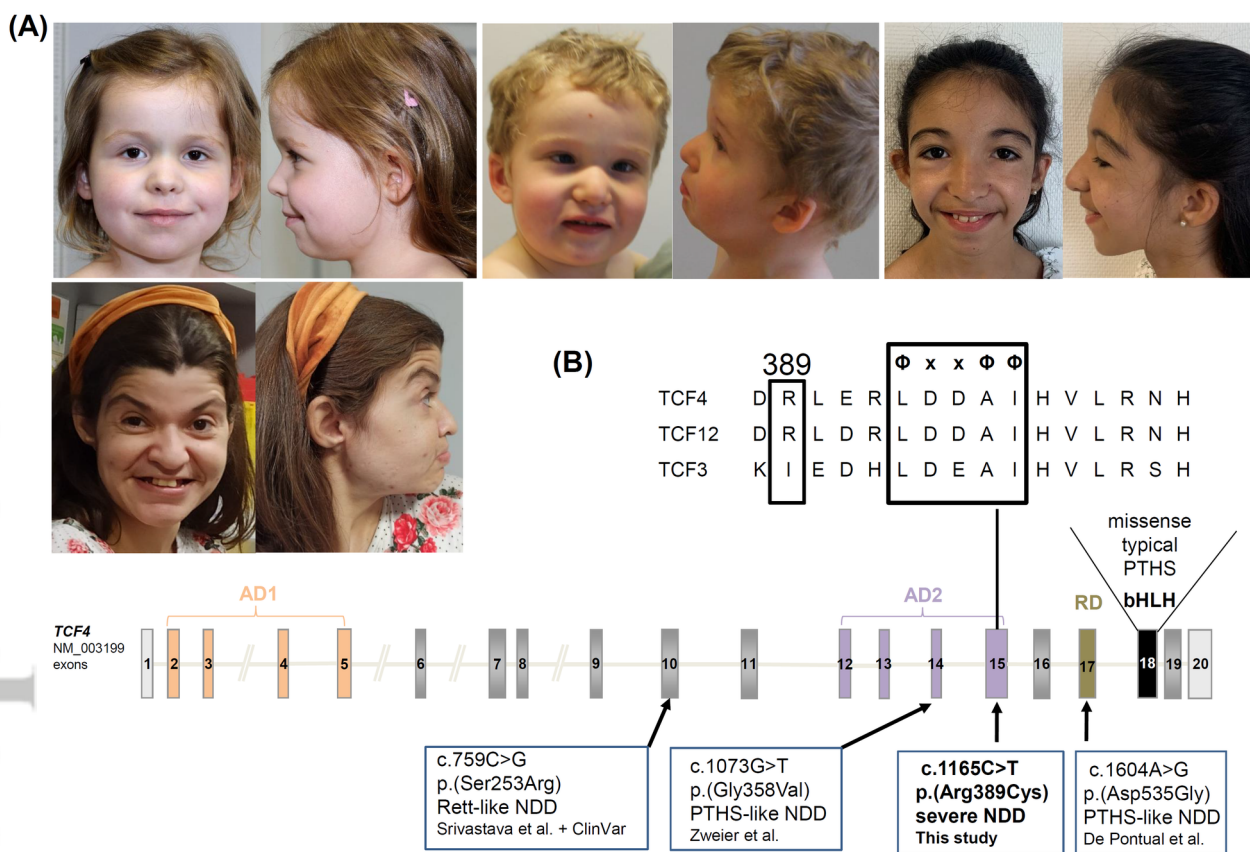 (A)
(B)
389
Φ x x Φ Φ
TCF4 D R L E R L D D A I H V L R N H
TCF12 D R L D R L D D A I H V L R N H
TCF3 K I E D H L D E A I H V L R S H
missense
typical
PTHS
bHLH
AD1
AD2
RD
TCF4
NM_003199
exons
1 2 3 4 5 6 7 8 9 10 11 12 13 14 15 16 17 18 19 20
c.759C>G
p.(Ser253Arg)
Rett-like NDD
Srivastava et al. + ClinVar
c.1073G>T
p.(Gly358Val)
PTHS-like NDD
Zweier et al.
c.1165C>T
p.(Arg389Cys)
severe NDD
This study
c.1604A>G
p.(Asp535Gly)
PTHS-like NDD
De Pontual et al.